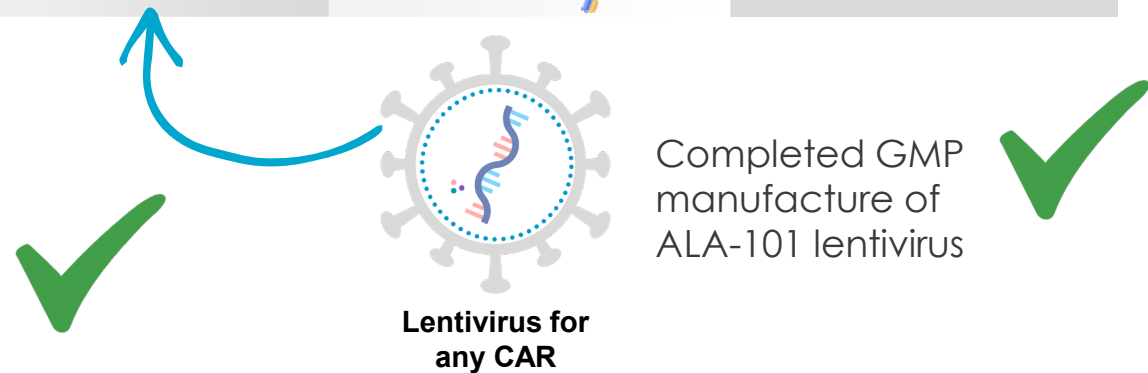 Completed GMP
manufacture of
ALA-101 lentivirus
Lentivirus for
any CAR